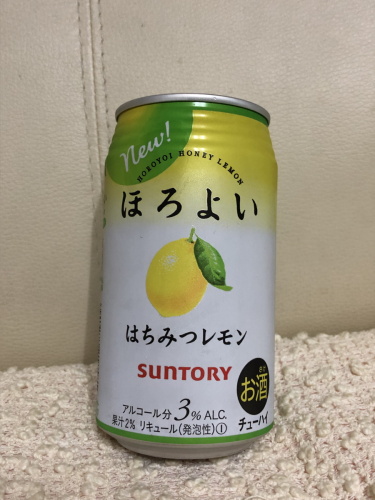 New!
HOROYOI HONEY LEMON
ほろよい
はちみつレモン
SUNTORY
さけ
お酒
チューハイ
アルコール分3%ALC.
果汁2% リキュール(発泡性)①